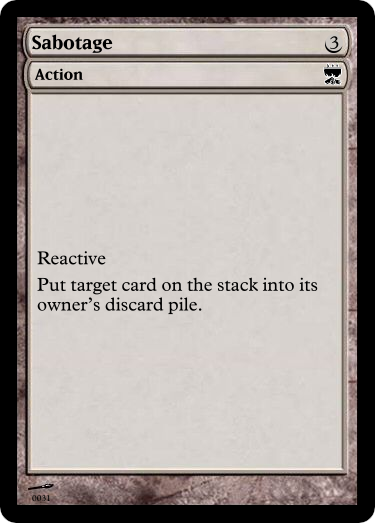 Sabotage 3
Action
Reactive
Put target card on the stack into its
owner's discard pile.
0031